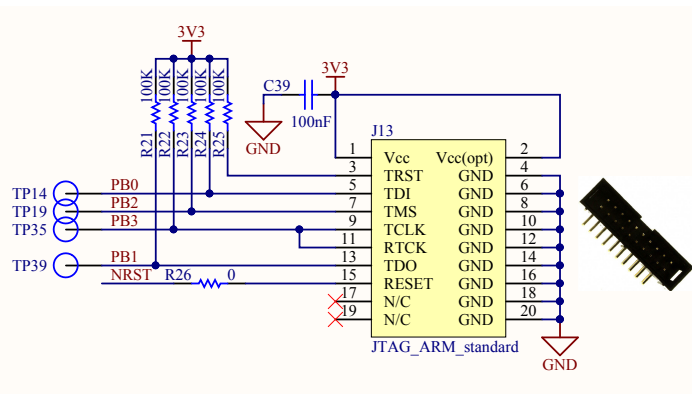 3V3
3V3
C39
100nF
GND
100K
100K
100K
100K
100K
R21
R22
R23
R24
R25
J13
1 Vcc Vcc(opt) 2
3 TRST GND 4
TP14 PB0 5 TDI GND 6
TP19 PB2 7 TMS GND 8
TP35 PB3 9 TCLK GND 10
11 RTCK GND 12
TP39 PB1 13 TDO GND 14
NRST R26 0 15 RESET GND 16
17 N/C GND 18
19 N/C GND 20
JTAG_ARM_standard
GND